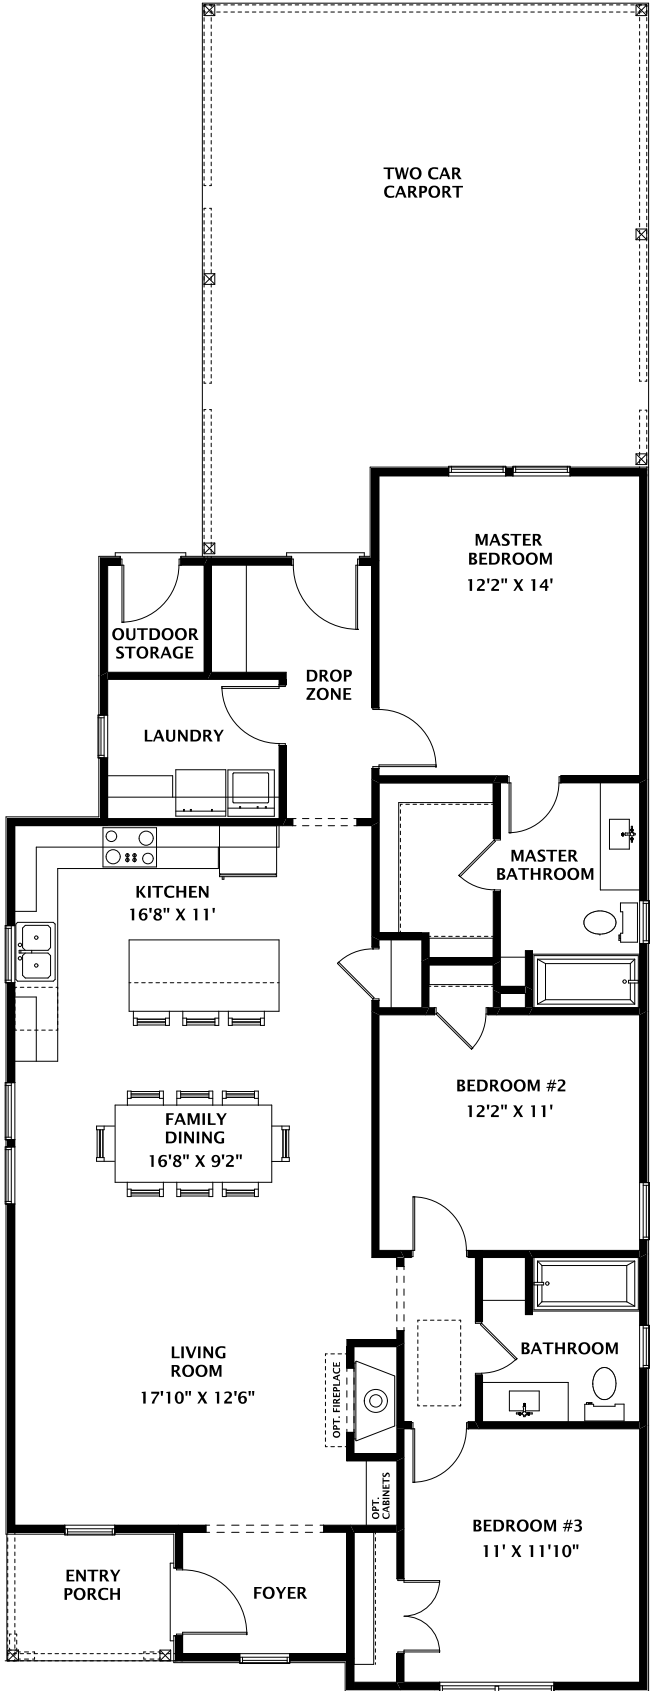 TWO CAR
CARPORT
MASTER
BEDROOM
12'2" X 14'
OUTDOOR
STORAGE
DROP
ZONE
LAUNDRY
MASTER
BATHROOM
KITCHEN
16'8" X 11'
BEDROOM #2
12'2" X 11'
FAMILY
DINING
16'8" X 9'2"
LIVING
ROOM
17'10" X 12'6"
OPT. FIREPLACE
BATHROOM
OPT.
CABINETS
BEDROOM #3
11' X 11'10"
ENTRY
PORCH
FOYER